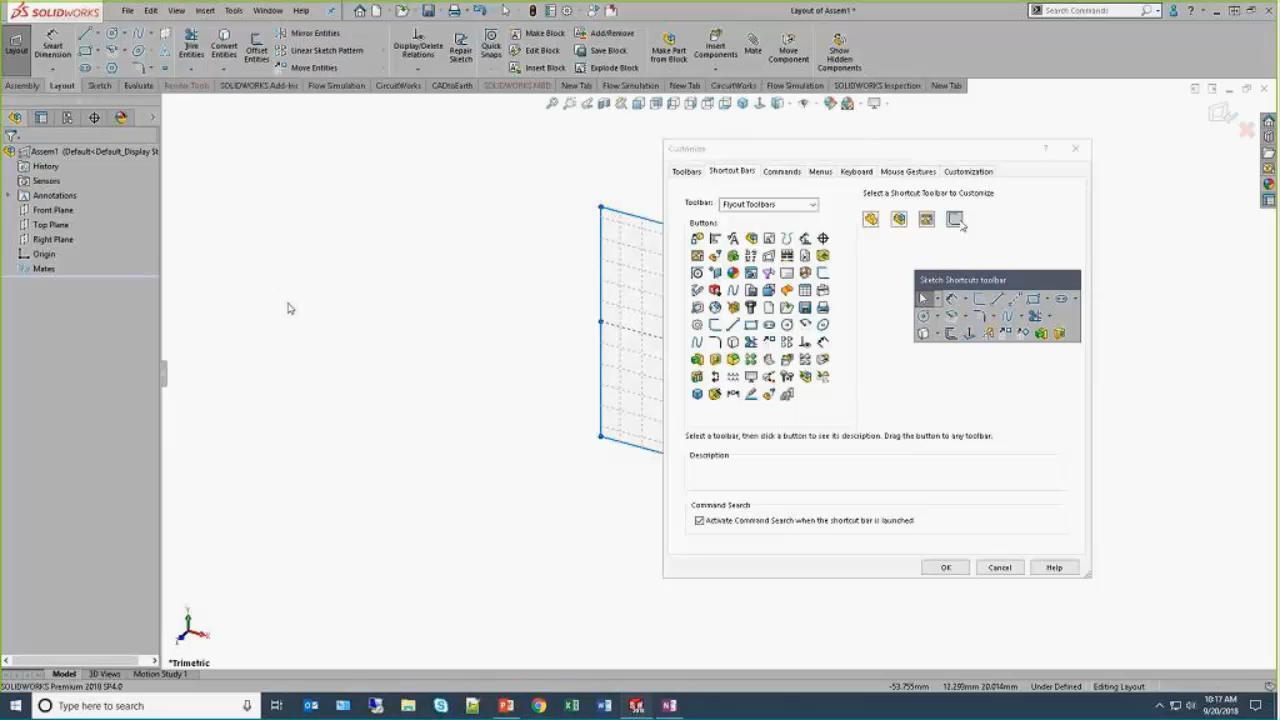 SOLIDWORKS
File
Edit
View
Insert
Tools
Window
Help
Layout of Assem1 *
Search Commands
Layout
Smart Dimension
Trim Entities
Convert Entities
Offset Entities
Mirror Entities
Linear Sketch Pattern
Move Entities
Display/Delete Relations
Repair Sketch
Quick Snaps
Make Block
Edit Block
Insert Block
Add/Remove
Save Block
Explode Block
Make Part from Block
Insert Components
Mate
Move Component
Show Hidden Components
Assembly
Layout
Sketch
Evaluate
Render Tools
SOLIDWORKS Add-Ins
Flow Simulation
CircuitWorks
CADtoEarth
SOLIDWORKS MBD
New Tab
Flow Simulation
New Tab
CircuitWorks
Flow Simulation
New Tab
SOLIDWORKS Inspection
New Tab
Assem1 (Default<Default_Display St
History
Sensors
Annotations
Front Plane
Top Plane
Right Plane
Origin
Mates
Customize
Toolbars
Shortcut Bars
Commands
Menus
Keyboard
Mouse Gestures
Customization
Toolbar:
Flyout Toolbars
Buttons:
Select a Shortcut Toolbar to Customize
Sketch Shortcuts toolbar
Select a toolbar, then click a button to see its description. Drag the button to any toolbar.
Description
Command Search
Activate Command Search when the shortcut bar is launched
OK
Cancel
Help
*Trimetric
Model
3D Views
Motion Study 1
SOLIDWORKS Premium 2018 SP4.0
-53.755mm
12.293mm
20.014mm
Under Defined
Editing Layout
Type here to search
10:17 AM
9/20/2018